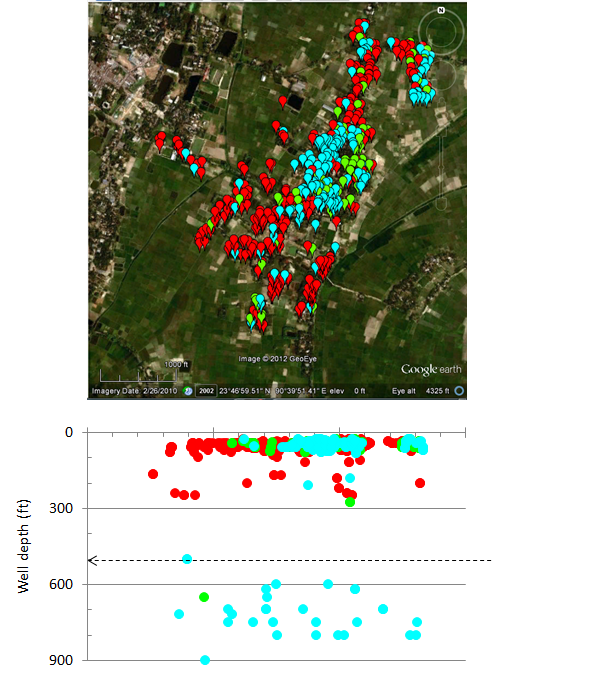 N
1000 ft
Image © 2012 GeoEye
Google earth
Imagery Date: 2/26/2010 2002 23°46'59.51" N 90°39'51.41" E elev 0 ft Eye alt 4325 ft
0
300
600
900
Well depth (ft)